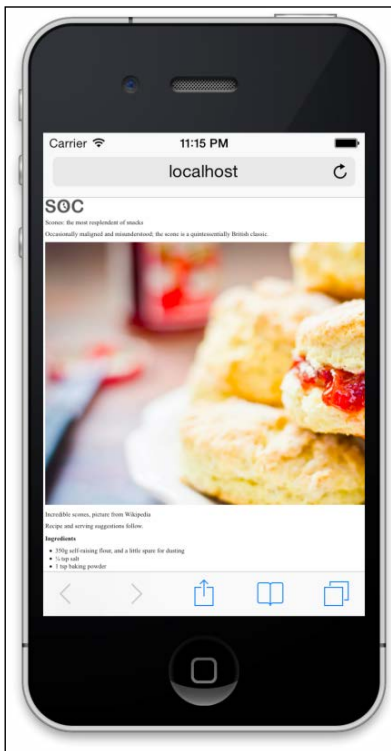 Carrier
11:15 PM
localhost
SOC
Scones: the most resplendent of snacks
Occasionally maligned and misunderstood; the scone is a quintessentially British classic.
Incredible scones, picture from Wikipedia
Recipe and serving suggestions follow.
Ingredients
• 350g self-raising flour, and a little spare for dusting
• ¼ tsp salt
• 1 tsp baking powder